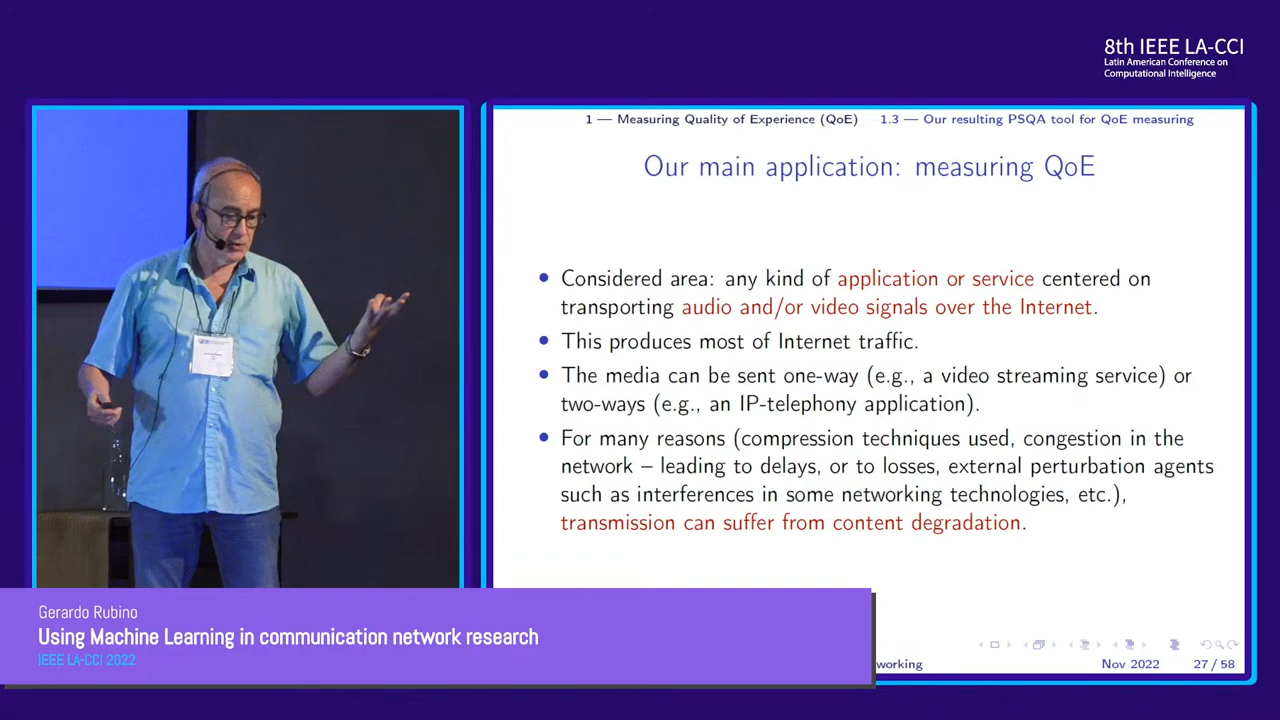 8th IEEE LA-CCI
Latin American Conference on
Computational Intelligence
1 — Measuring Quality of Experience (QoE) 1.3 — Our resulting PSQA tool for QoE measuring
Our main application: measuring QoE
• Considered area: any kind of application or service centered on
transporting audio and/or video signals over the Internet.
• This produces most of Internet traffic.
• The media can be sent one-way (e.g., a video streaming service) or
two-ways (e.g., an IP-telephony application).
• For many reasons (compression techniques used, congestion in the
network – leading to delays, or to losses, external perturbation agents
such as interferences in some networking technologies, etc.),
transmission can suffer from content degradation.
Gerardo Rubino
Using Machine Learning in communication network research
IEEE LA-CCI 2022
working Nov 2022 27 / 58